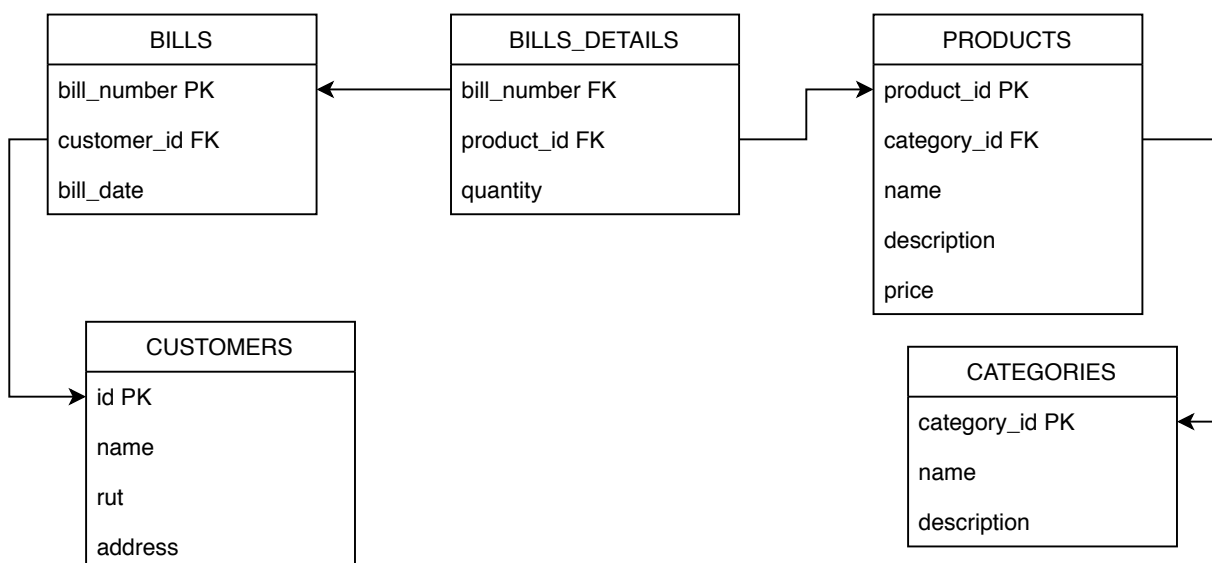 BILLS
bill_number PK
customer_id FK
bill_date
BILLS_DETAILS
bill_number FK
product_id FK
quantity
PRODUCTS
product_id PK
category_id FK
name
description
price
CUSTOMERS
id PK
name
rut
address
CATEGORIES
category_id PK
name
description